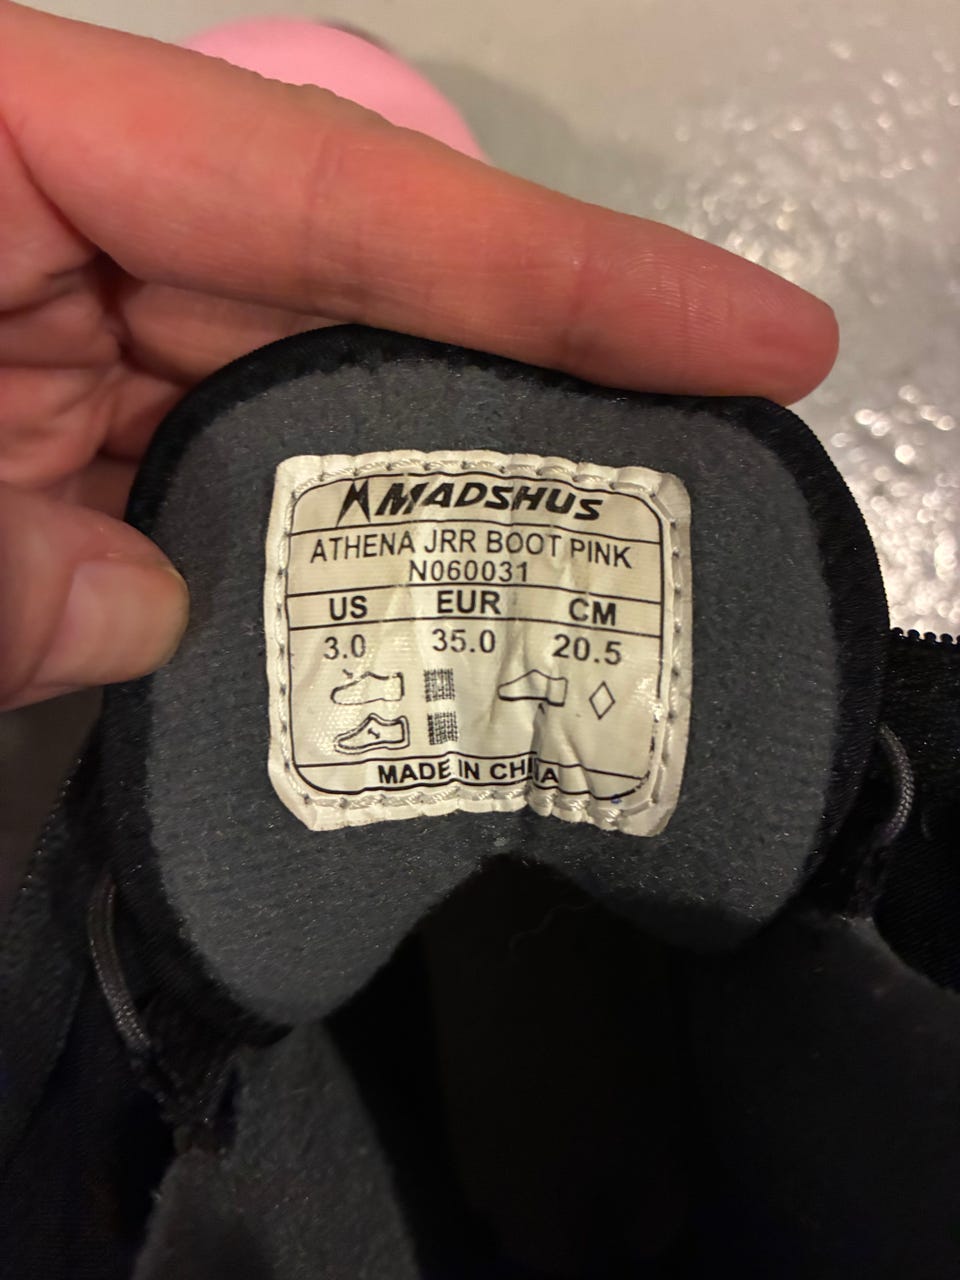 MADSHUS
ATHENA JRR BOOT PINK
N060031
US EUR CM
3.0 35.0 20.5
MADE IN CHINA